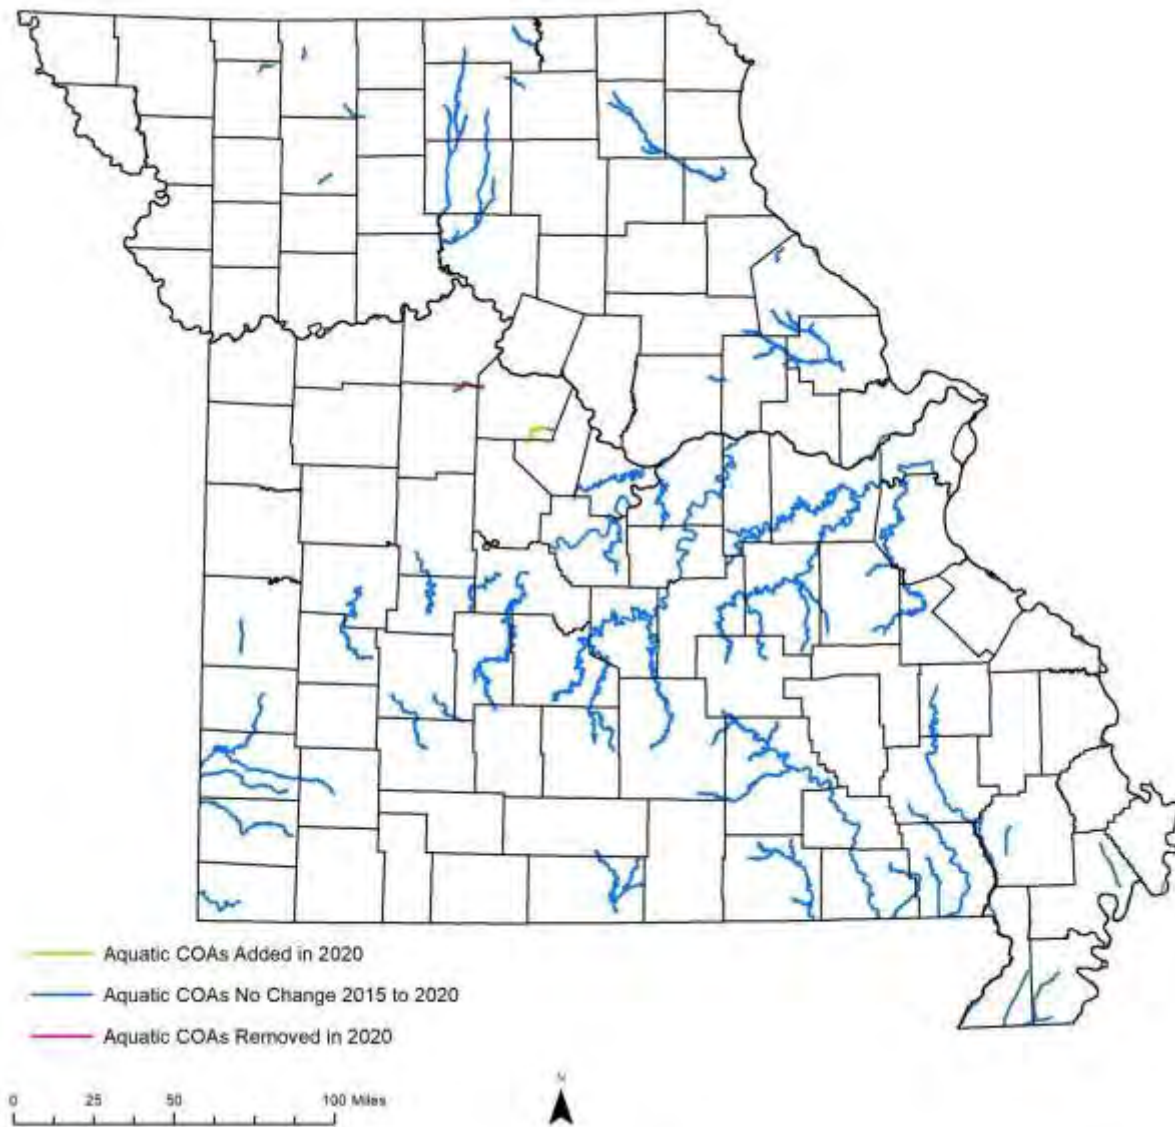 Aquatic COAs Added in 2020
Aquatic COAs No Change 2015 to 2020
Aquatic COAs Removed in 2020
N
0 25 50 100 Miles